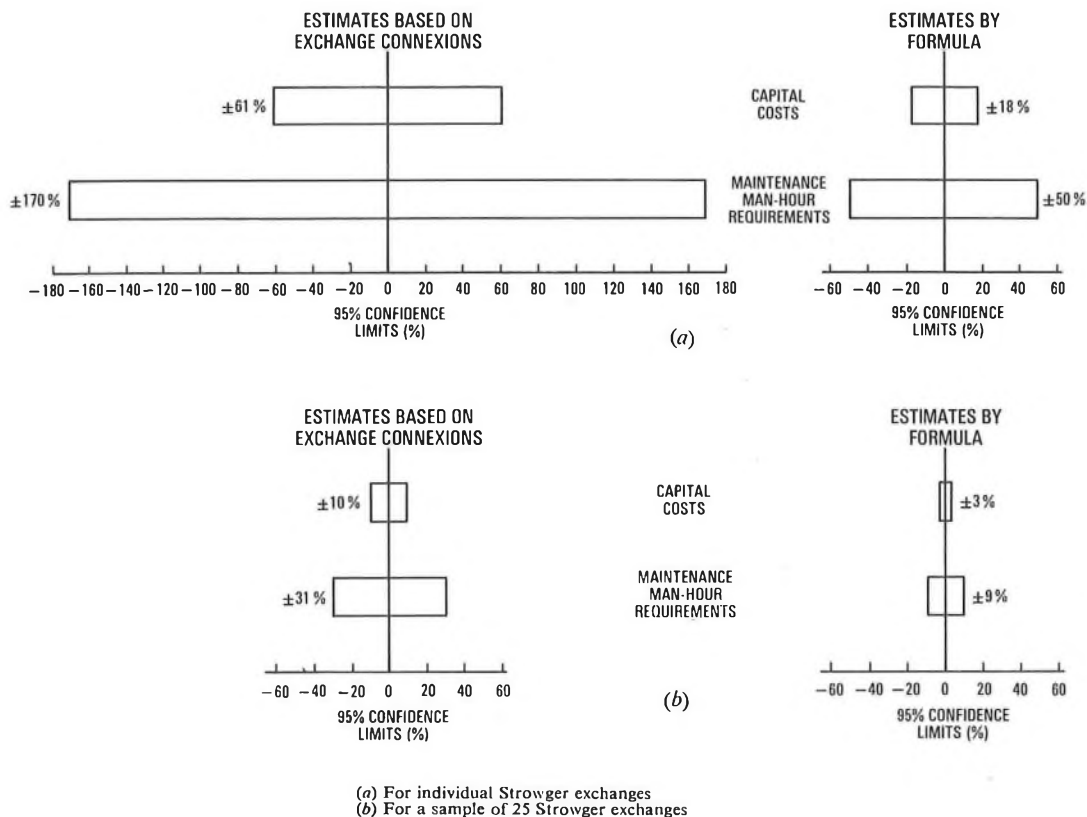 ESTIMATES BASED ON
EXCHANGE CONNEXIONS
ESTIMATES BY
FORMULA
±61%
CAPITAL
COSTS
±18%
±170%
MAINTENANCE
MAN-HOUR
REQUIREMENTS
±50%
−180 −160 −140 −120 −100 −80 −60 −40 −20 0 20 40 60 80 100 120 140 160 180
95% CONFIDENCE
LIMITS (%)
−60 −40 −20 0 20 40 60
95% CONFIDENCE
LIMITS (%)
(a)
ESTIMATES BASED ON
EXCHANGE CONNEXIONS
ESTIMATES BY
FORMULA
±10%
CAPITAL
COSTS
±3%
±31%
MAINTENANCE
MAN-HOUR
REQUIREMENTS
±9%
−60 −40 −20 0 20 40 60
95% CONFIDENCE
LIMITS (%)
−60 −40 −20 0 20 40 60
95% CONFIDENCE
LIMITS (%)
(b)
(a) For individual Strowger exchanges
(b) For a sample of 25 Strowger exchanges